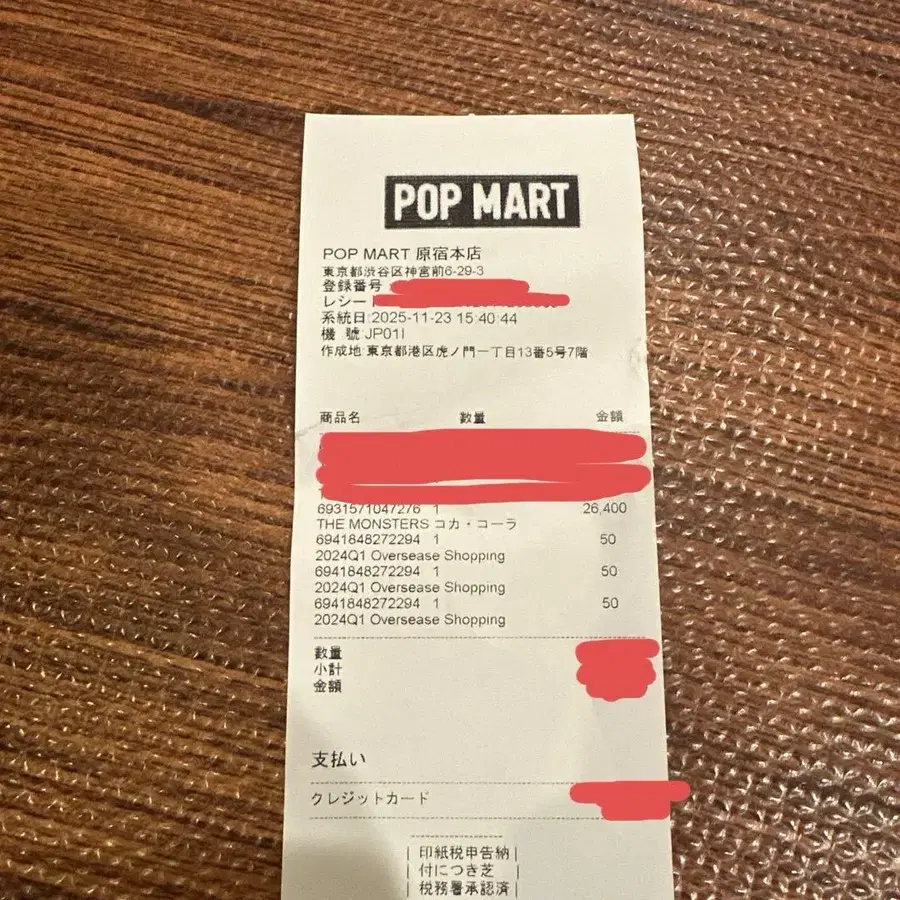 POP MART
POP MART 原宿本店
東京都渋谷区神宮前6-29-3
登録番号
レシー
系統日:2025-11-23 15:40:44
機 號:JP01I
作成地:東京都港区虎ノ門一丁目13番5号7階
商品名 数量 金額
6931571047276 1 26,400
THE MONSTERS コカ・コーラ
6941848272294 1 50
2024Q1 Oversease Shopping
6941848272294 1 50
2024Q1 Oversease Shopping
6941848272294 1 50
2024Q1 Oversease Shopping
数量
小計
金額
支払い
クレジットカード
印紙税申告納
付につき芝
税務署承認済